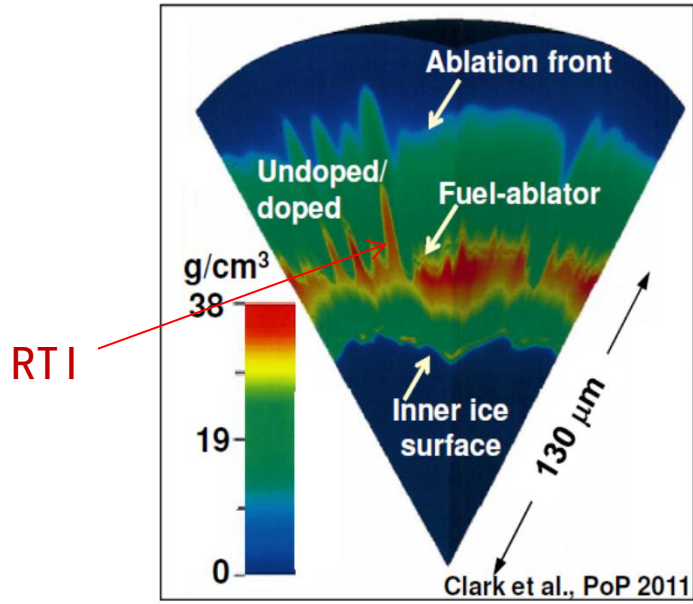 Ablation front
Undoped/
doped
Fuel-ablator
g/cm³
38
RTI
19
0
Inner ice
surface
130 μm
Clark et al., PoP 2011